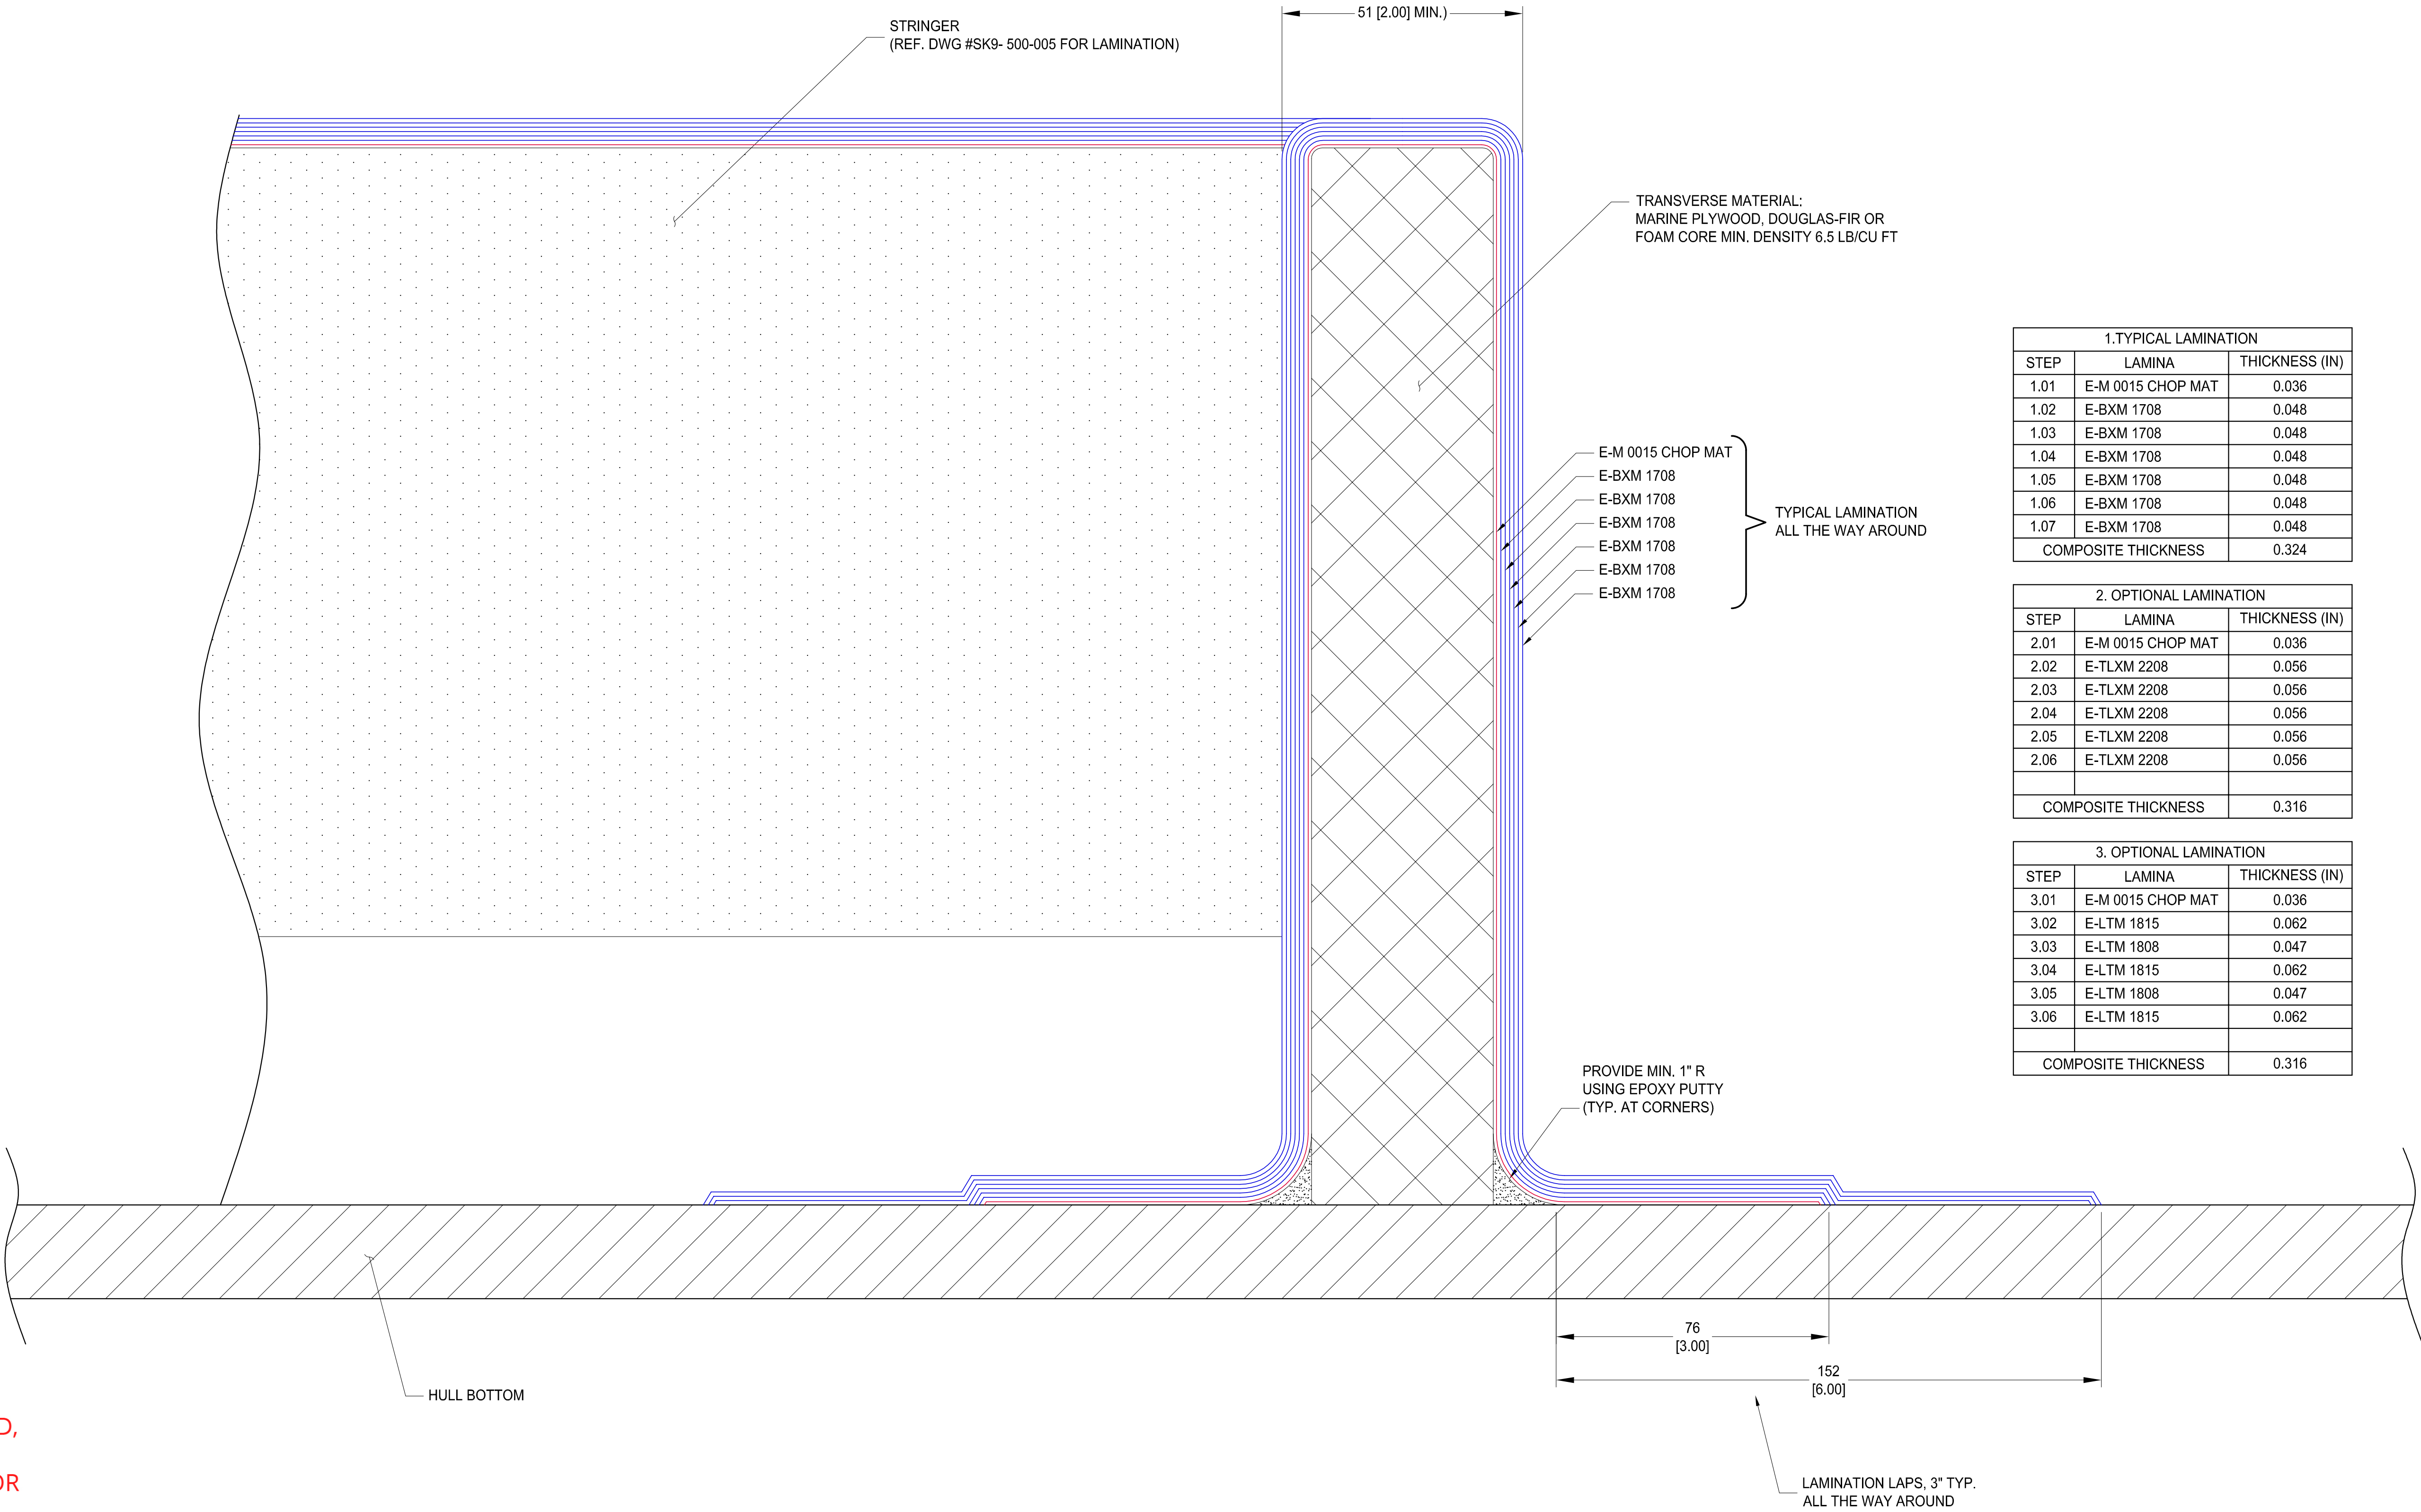 51 [2.00] MIN.)
STRINGER
(REF. DWG #SK9- 500-005 FOR LAMINATION)
TRANSVERSE MATERIAL:
MARINE PLYWOOD, DOUGLAS-FIR OR
FOAM CORE MIN. DENSITY 6.5 LB/CU FT
E-M 0015 CHOP MAT
E-BXM 1708
E-BXM 1708
E-BXM 1708
E-BXM 1708
E-BXM 1708
E-BXM 1708
TYPICAL LAMINATION
ALL THE WAY AROUND
1.TYPICAL LAMINATION
STEP LAMINA THICKNESS (IN)
1.01 E-M 0015 CHOP MAT 0.036
1.02 E-BXM 1708 0.048
1.03 E-BXM 1708 0.048
1.04 E-BXM 1708 0.048
1.05 E-BXM 1708 0.048
1.06 E-BXM 1708 0.048
1.07 E-BXM 1708 0.048
COMPOSITE THICKNESS 0.324
2. OPTIONAL LAMINATION
STEP LAMINA THICKNESS (IN)
2.01 E-M 0015 CHOP MAT 0.036
2.02 E-TLXM 2208 0.056
2.03 E-TLXM 2208 0.056
2.04 E-TLXM 2208 0.056
2.05 E-TLXM 2208 0.056
2.06 E-TLXM 2208 0.056
COMPOSITE THICKNESS 0.316
3. OPTIONAL LAMINATION
STEP LAMINA THICKNESS (IN)
3.01 E-M 0015 CHOP MAT 0.036
3.02 E-LTM 1815 0.062
3.03 E-LTM 1808 0.047
3.04 E-LTM 1815 0.062
3.05 E-LTM 1808 0.047
3.06 E-LTM 1815 0.062
COMPOSITE THICKNESS 0.316
PROVIDE MIN. 1" R
USING EPOXY PUTTY
(TYP. AT CORNERS)
76
[3.00]
152
[6.00]
HULL BOTTOM
LAMINATION LAPS, 3" TYP.
ALL THE WAY AROUND